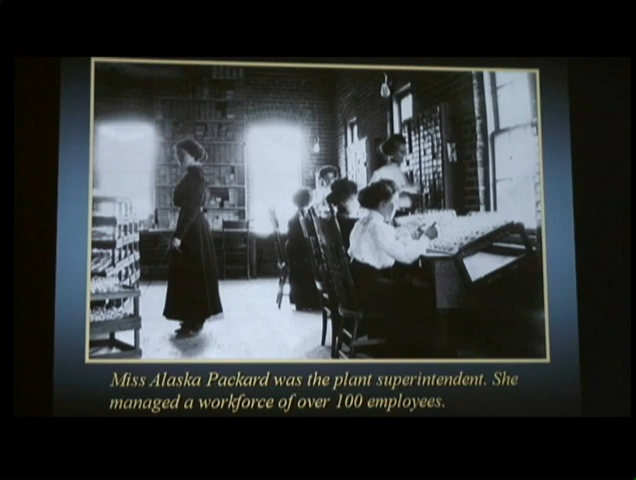 Miss Alaska Packard was the plant superintendent. She
managed a workforce of over 100 employees.